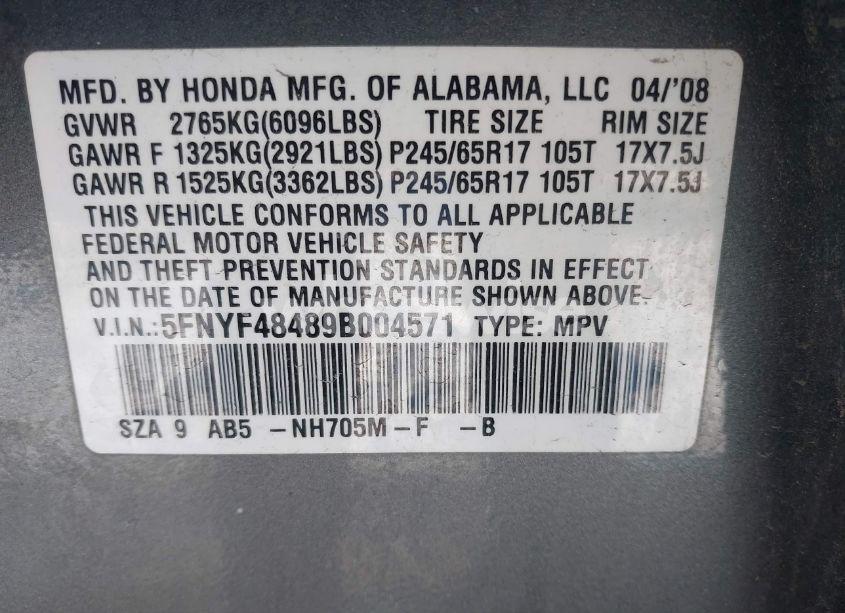 MFD. BY HONDA MFG. OF ALABAMA, LLC 04/'08
GVWR 2765KG(6096LBS) TIRE SIZE RIM SIZE
GAWR F 1325KG(2921LBS) P245/65R17 105T 17X7.5J
GAWR R 1525KG(3362LBS) P245/65R17 105T 17X7.5J
THIS VEHICLE CONFORMS TO ALL APPLICABLE
FEDERAL MOTOR VEHICLE SAFETY
AND THEFT PREVENTION STANDARDS IN EFFECT
ON THE DATE OF MANUFACTURE SHOWN ABOVE.
V.I.N.:5FNYF48489B004571 TYPE: MPV
SZA 9 AB5 -NH705M-F -B